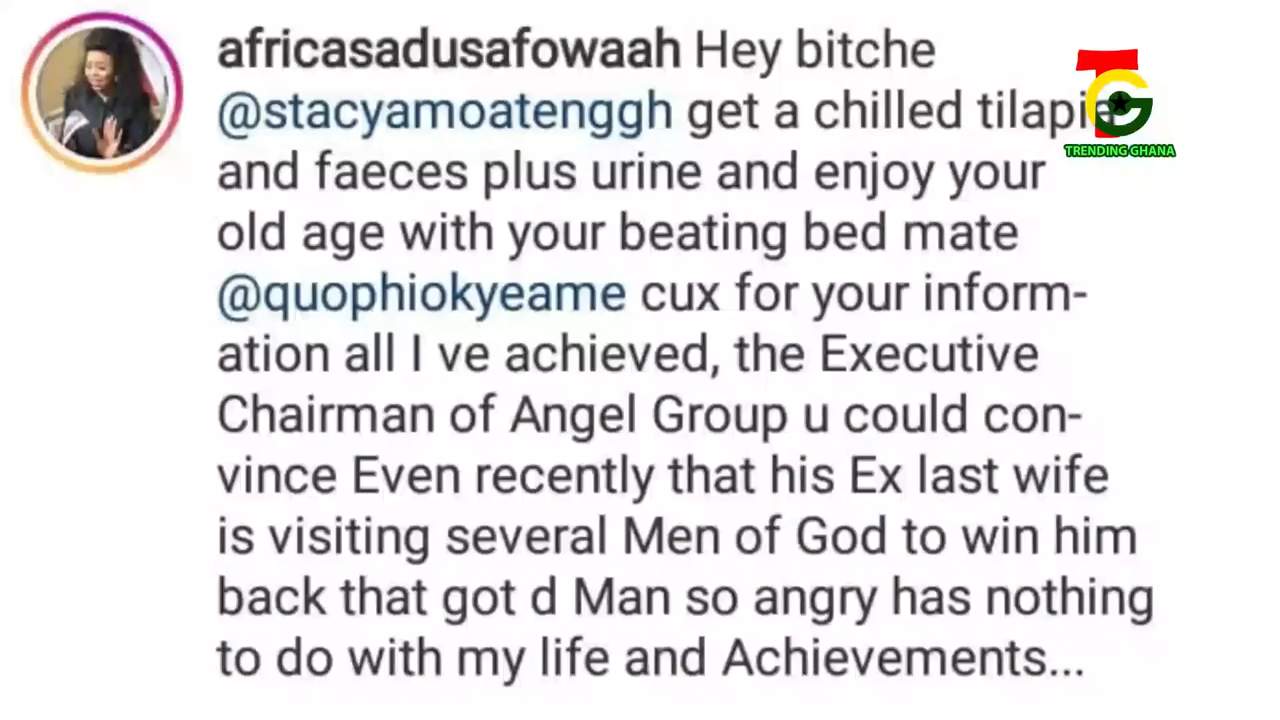 africasadusafowaah Hey bitche
@stacyamoatenggh get a chilled tilapia
and faeces plus urine and enjoy your
old age with your beating bed mate
@quophiokyeame cux for your inform-
ation all I ve achieved, the Executive
Chairman of Angel Group u could con-
vince Even recently that his Ex last wife
is visiting several Men of God to win him
back that got d Man so angry has nothing
to do with my life and Achievements...
TG
TRENDING GHANA